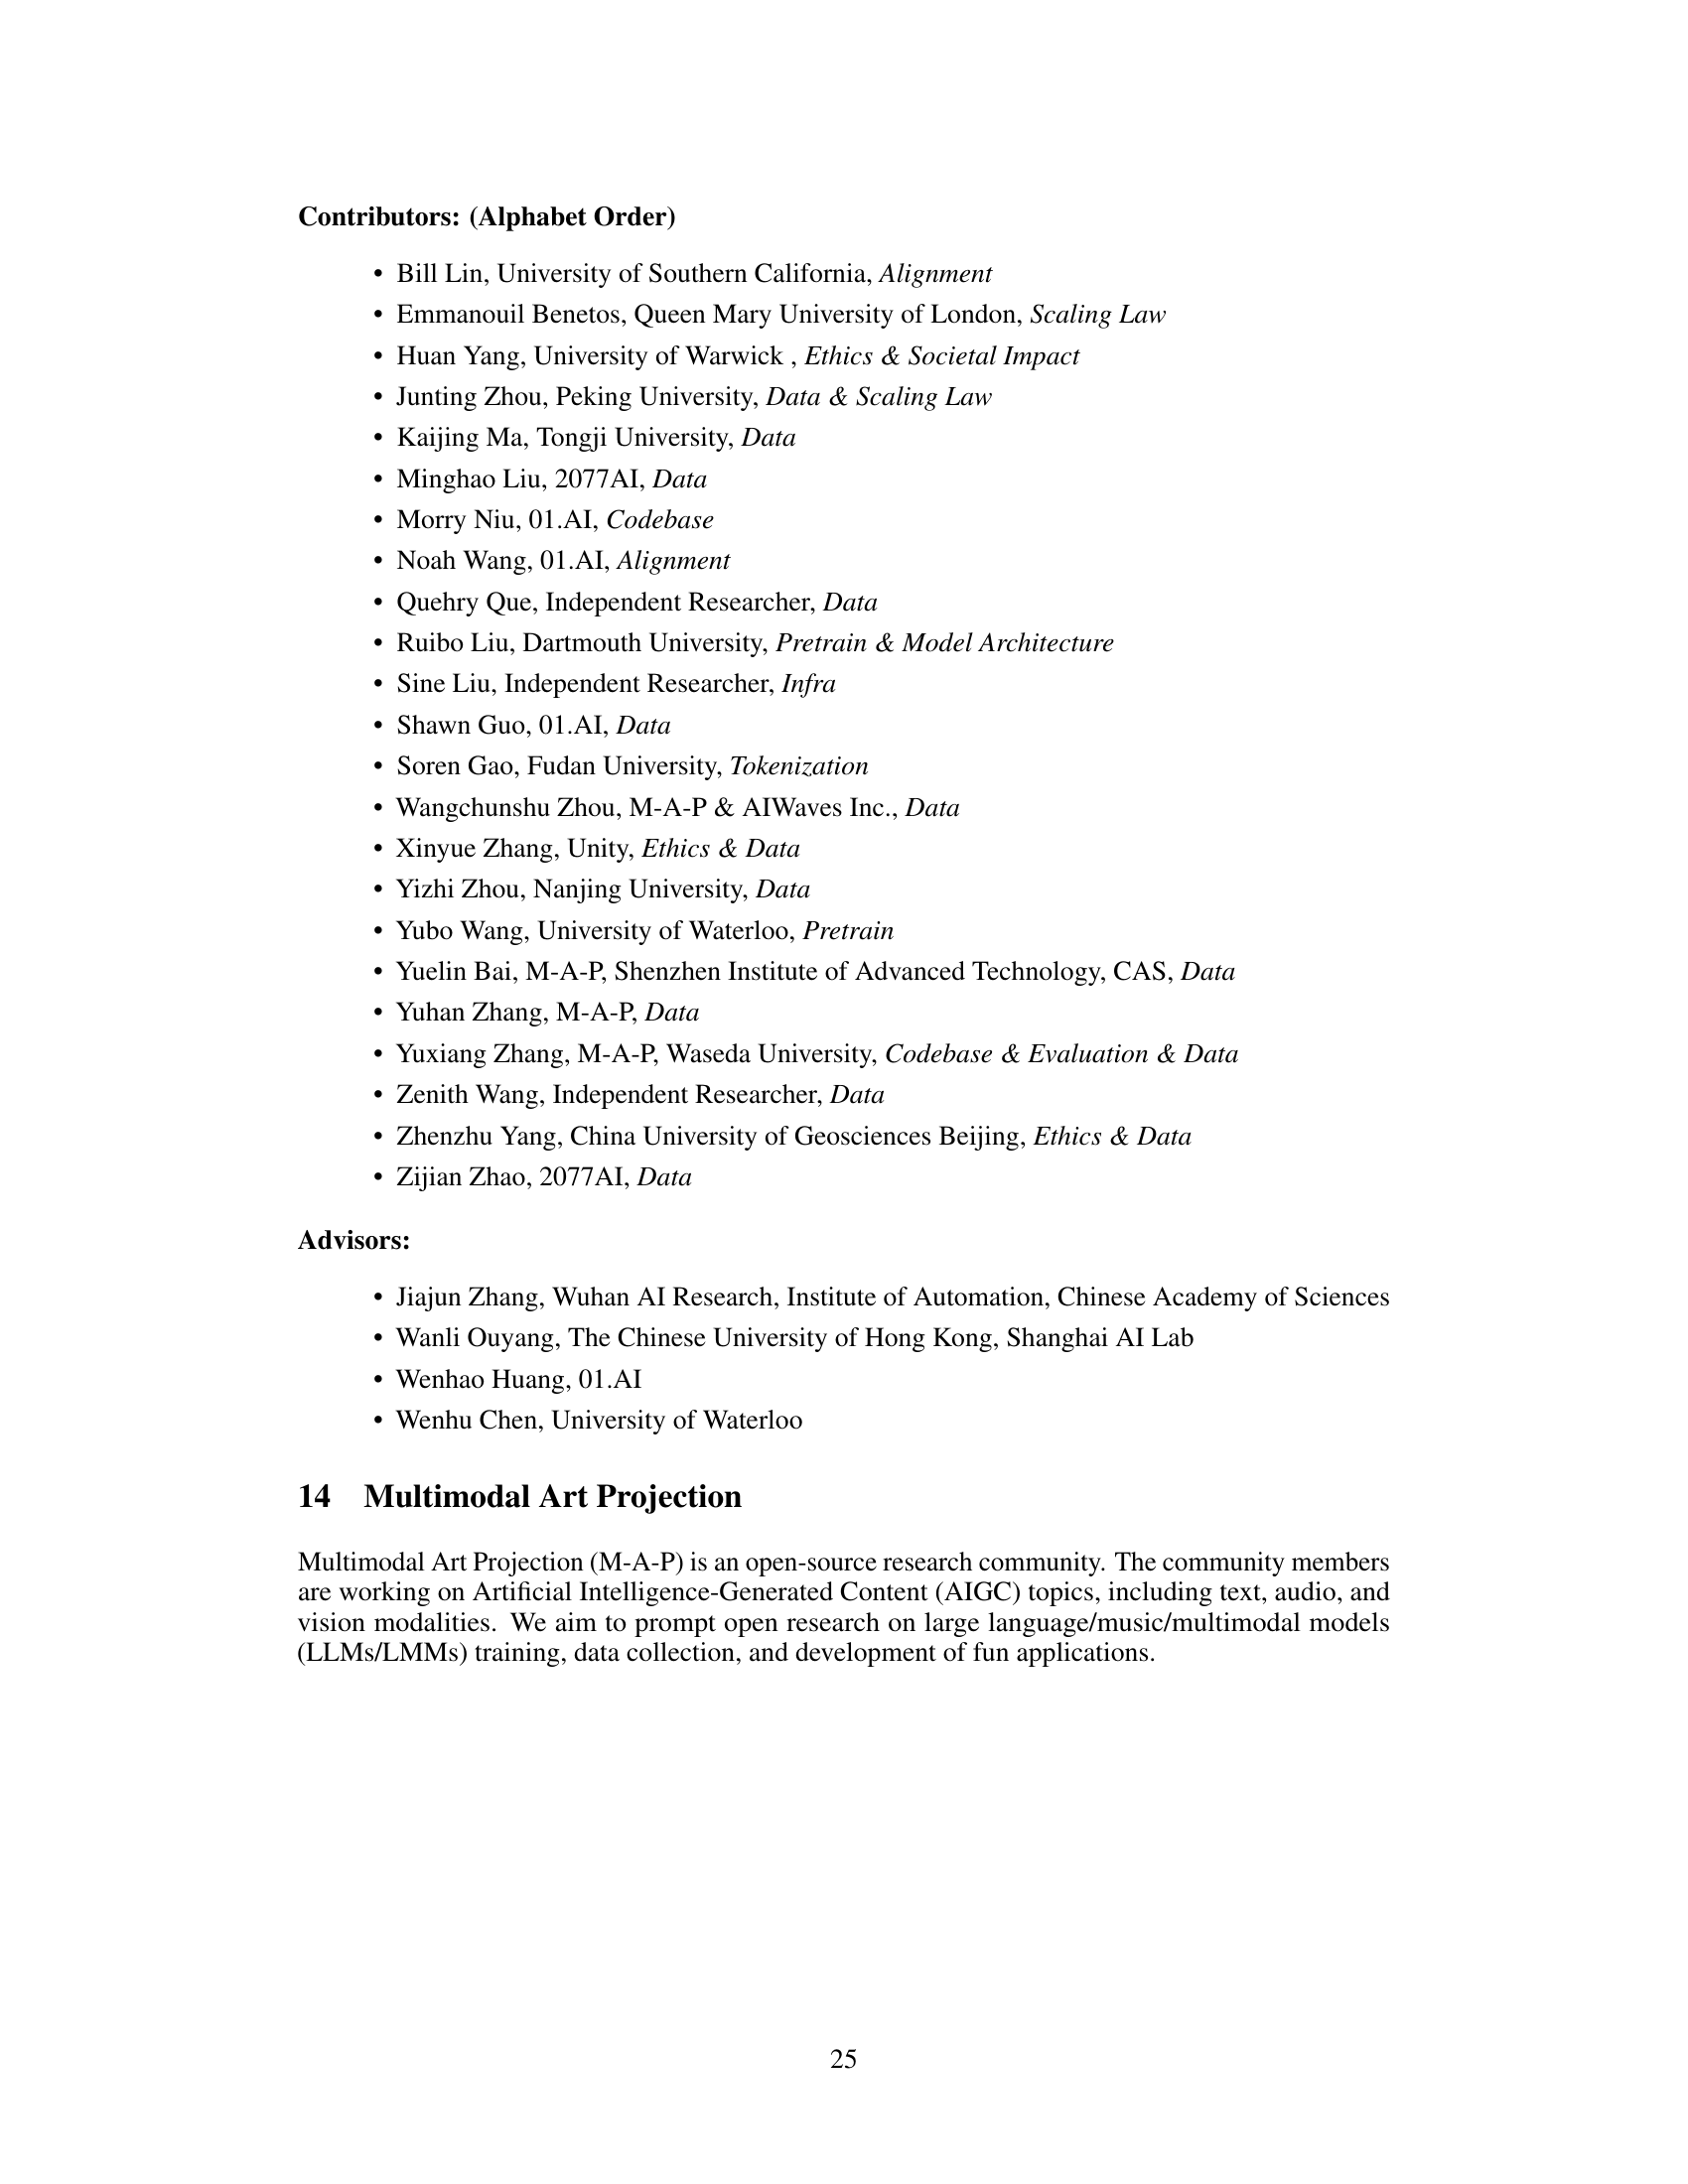 Contributors: (Alphabet Order)
• Bill Lin, University of Southern California, Alignment
• Emmanouil Benetos, Queen Mary University of London, Scaling Law
• Huan Yang, University of Warwick , Ethics & Societal Impact
• Junting Zhou, Peking University, Data & Scaling Law
• Kaijing Ma, Tongji University, Data
• Minghao Liu, 2077AI, Data
• Morry Niu, 01.AI, Codebase
• Noah Wang, 01.AI, Alignment
• Quehry Que, Independent Researcher, Data
• Ruibo Liu, Dartmouth University, Pretrain & Model Architecture
• Sine Liu, Independent Researcher, Infra
• Shawn Guo, 01.AI, Data
• Soren Gao, Fudan University, Tokenization
• Wangchunshu Zhou, M-A-P & AIWaves Inc., Data
• Xinyue Zhang, Unity, Ethics & Data
• Yizhi Zhou, Nanjing University, Data
• Yubo Wang, University of Waterloo, Pretrain
• Yuelin Bai, M-A-P, Shenzhen Institute of Advanced Technology, CAS, Data
• Yuhan Zhang, M-A-P, Data
• Yuxiang Zhang, M-A-P, Waseda University, Codebase & Evaluation & Data
• Zenith Wang, Independent Researcher, Data
• Zhenzhu Yang, China University of Geosciences Beijing, Ethics & Data
• Zijian Zhao, 2077AI, Data
Advisors:
• Jiajun Zhang, Wuhan AI Research, Institute of Automation, Chinese Academy of Sciences
• Wanli Ouyang, The Chinese University of Hong Kong, Shanghai AI Lab
• Wenhao Huang, 01.AI
• Wenhu Chen, University of Waterloo
14 Multimodal Art Projection
Multimodal Art Projection (M-A-P) is an open-source research community. The community members
are working on Artificial Intelligence-Generated Content (AIGC) topics, including text, audio, and
vision modalities. We aim to prompt open research on large language/music/multimodal models
(LLMs/LMMs) training, data collection, and development of fun applications.
25